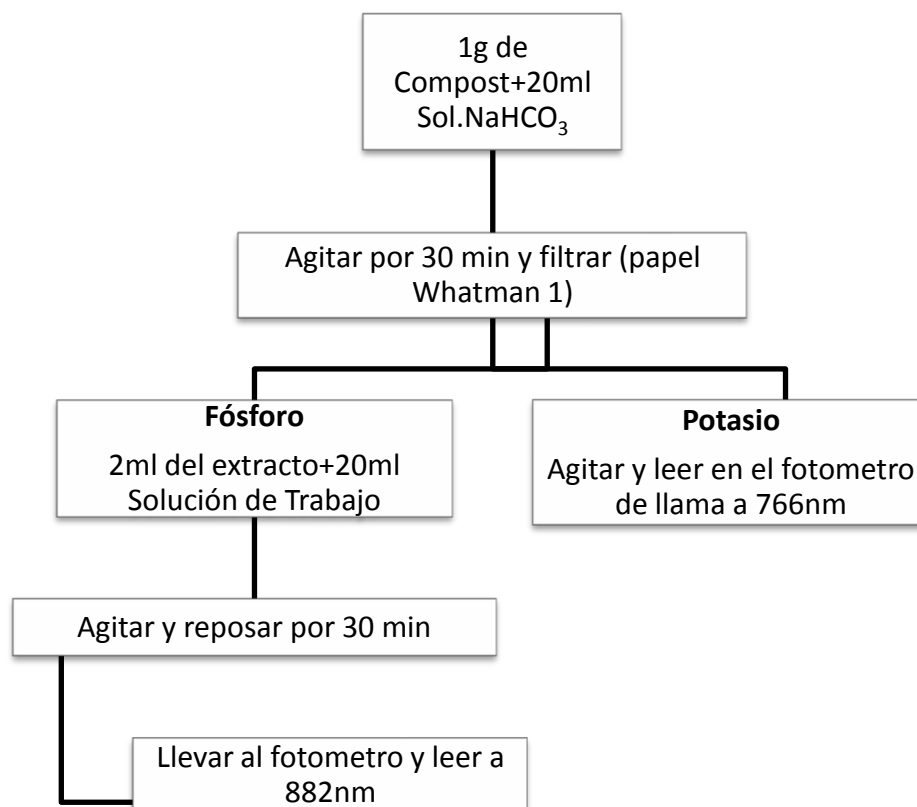 1g de
Compost+20ml
Sol.NaHCO₃
Agitar por 30 min y filtrar (papel
Whatman 1)
Fósforo
2ml del extracto+20ml
Solución de Trabajo
Potasio
Agitar y leer en el fotometro
de llama a 766nm
Agitar y reposar por 30 min
Llevar al fotometro y leer a
882nm